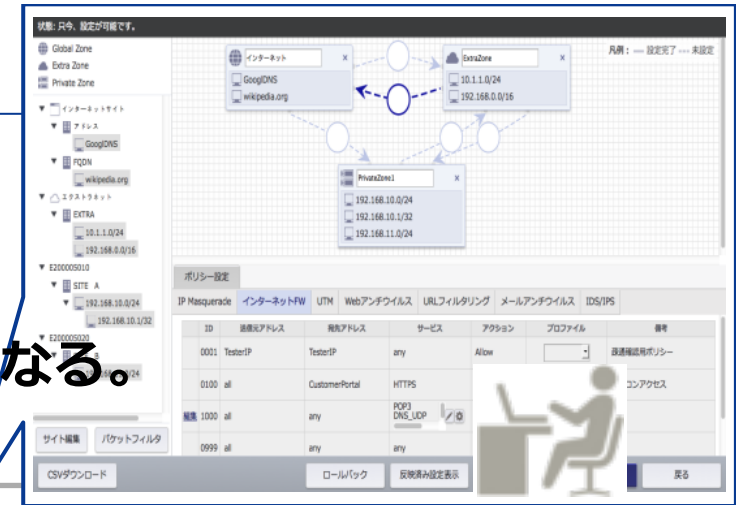 状態: 只今、設定が可能です。
Global Zone
Extra Zone
Private Zone
インターネットサイト
アドレス
GooglDNS
FQDN
wikipedia.org
エクストラネット
EXTRA
10.1.1.0/24
192.168.0.0/16
E200005010
SITE A
192.168.10.0/24
192.168.10.1/32
E200005020
なる。
サイト編集
パケットフィルタ
インターネット x
GooglDNS
wikipedia.org
ExtraZone x
10.1.1.0/24
192.168.0.0/16
凡例: --- 設定完了 --- 未設定
PrivateZone1 x
192.168.10.0/24
192.168.10.1/32
192.168.11.0/24
ポリシー設定
IP Masquerade インターネットFW UTM Webアンチウイルス URLフィルタリング メールアンチウイルス IDS/IPS
ID 送信元アドレス 宛先アドレス サービス アクション プロファイル 備考
0001 TesterIP TesterIP any Allow 疎通確認用ポリシー
0100 all CustomerPortal HTTPS コンアクセス
編集 1000 all any POP3
DNS_UDP
0999 all any any
CSVダウンロード ロールバック 反映済み設定表示 戻る